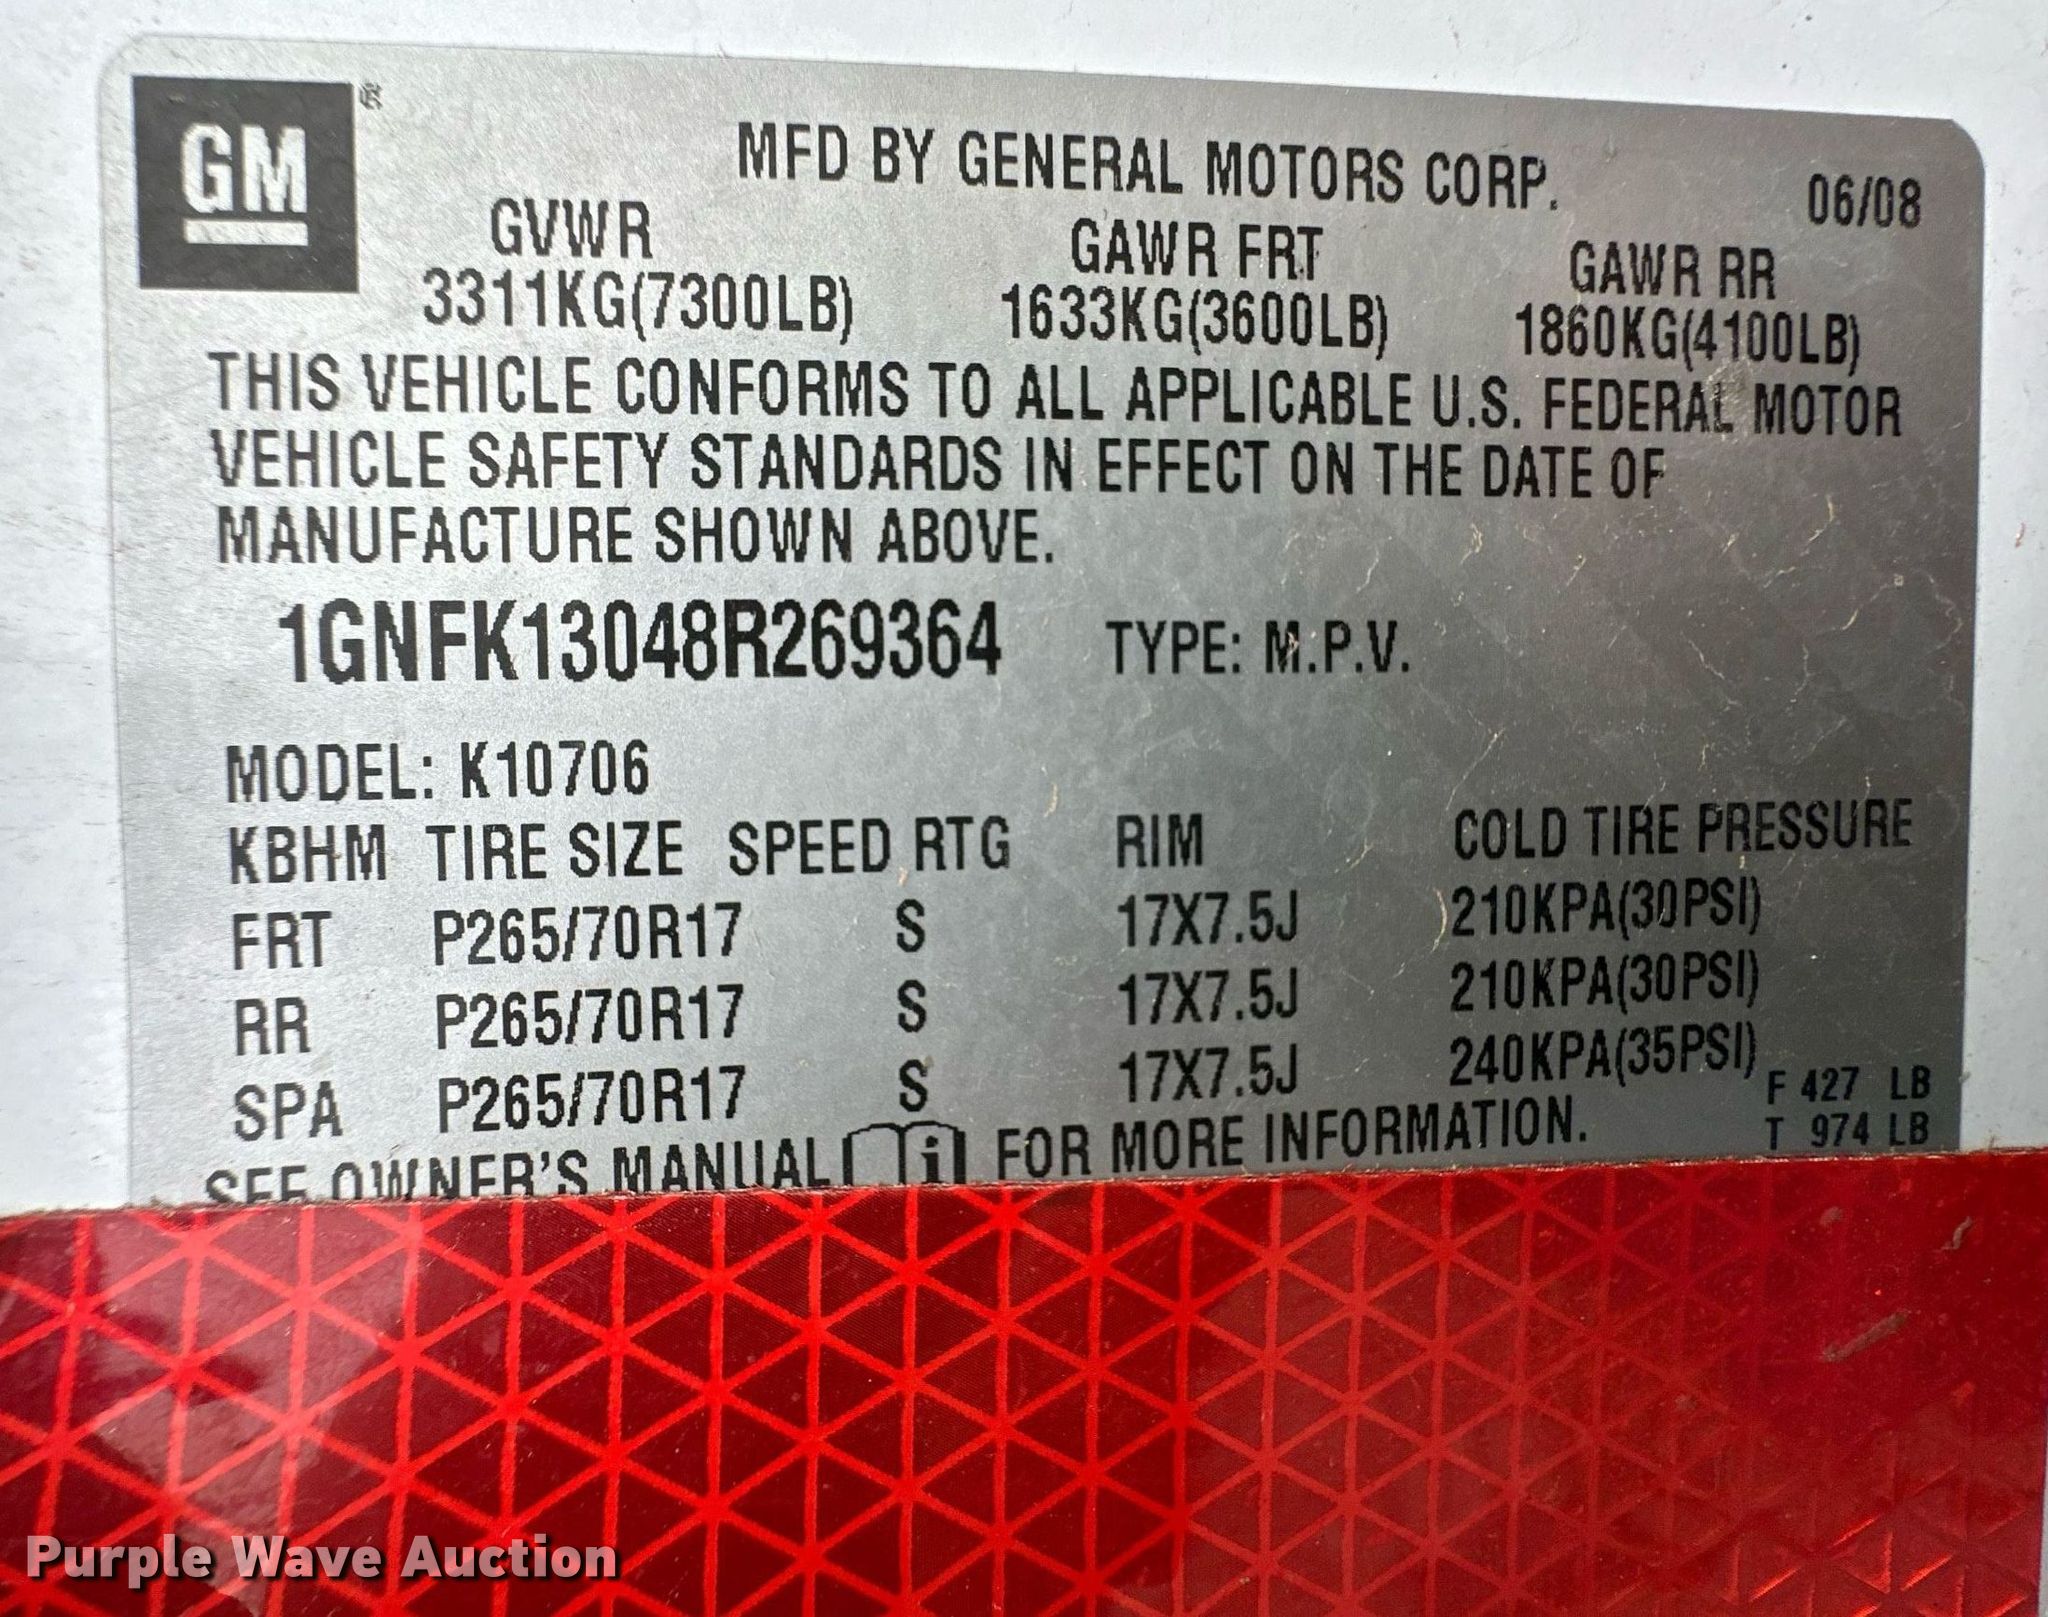 GM ®
MFD BY GENERAL MOTORS CORP.
06/08
GVWR GAWR FRT GAWR RR
3311KG(7300LB) 1633KG(3600LB) 1860KG(4100LB)
THIS VEHICLE CONFORMS TO ALL APPLICABLE U.S. FEDERAL MOTOR
VEHICLE SAFETY STANDARDS IN EFFECT ON THE DATE OF
MANUFACTURE SHOWN ABOVE.
1GNFK13048R269364 TYPE: M.P.V.
MODEL: K10706
KBHM TIRE SIZE SPEED RTG RIM COLD TIRE PRESSURE
FRT P265/70R17 S 17X7.5J 210KPA(30PSI)
RR P265/70R17 S 17X7.5J 210KPA(30PSI)
SPA P265/70R17 S 17X7.5J 240KPA(35PSI)
F 427 LB
T 974 LB
SEE OWNER'S MANUAL i FOR MORE INFORMATION.
Purple Wave Auction